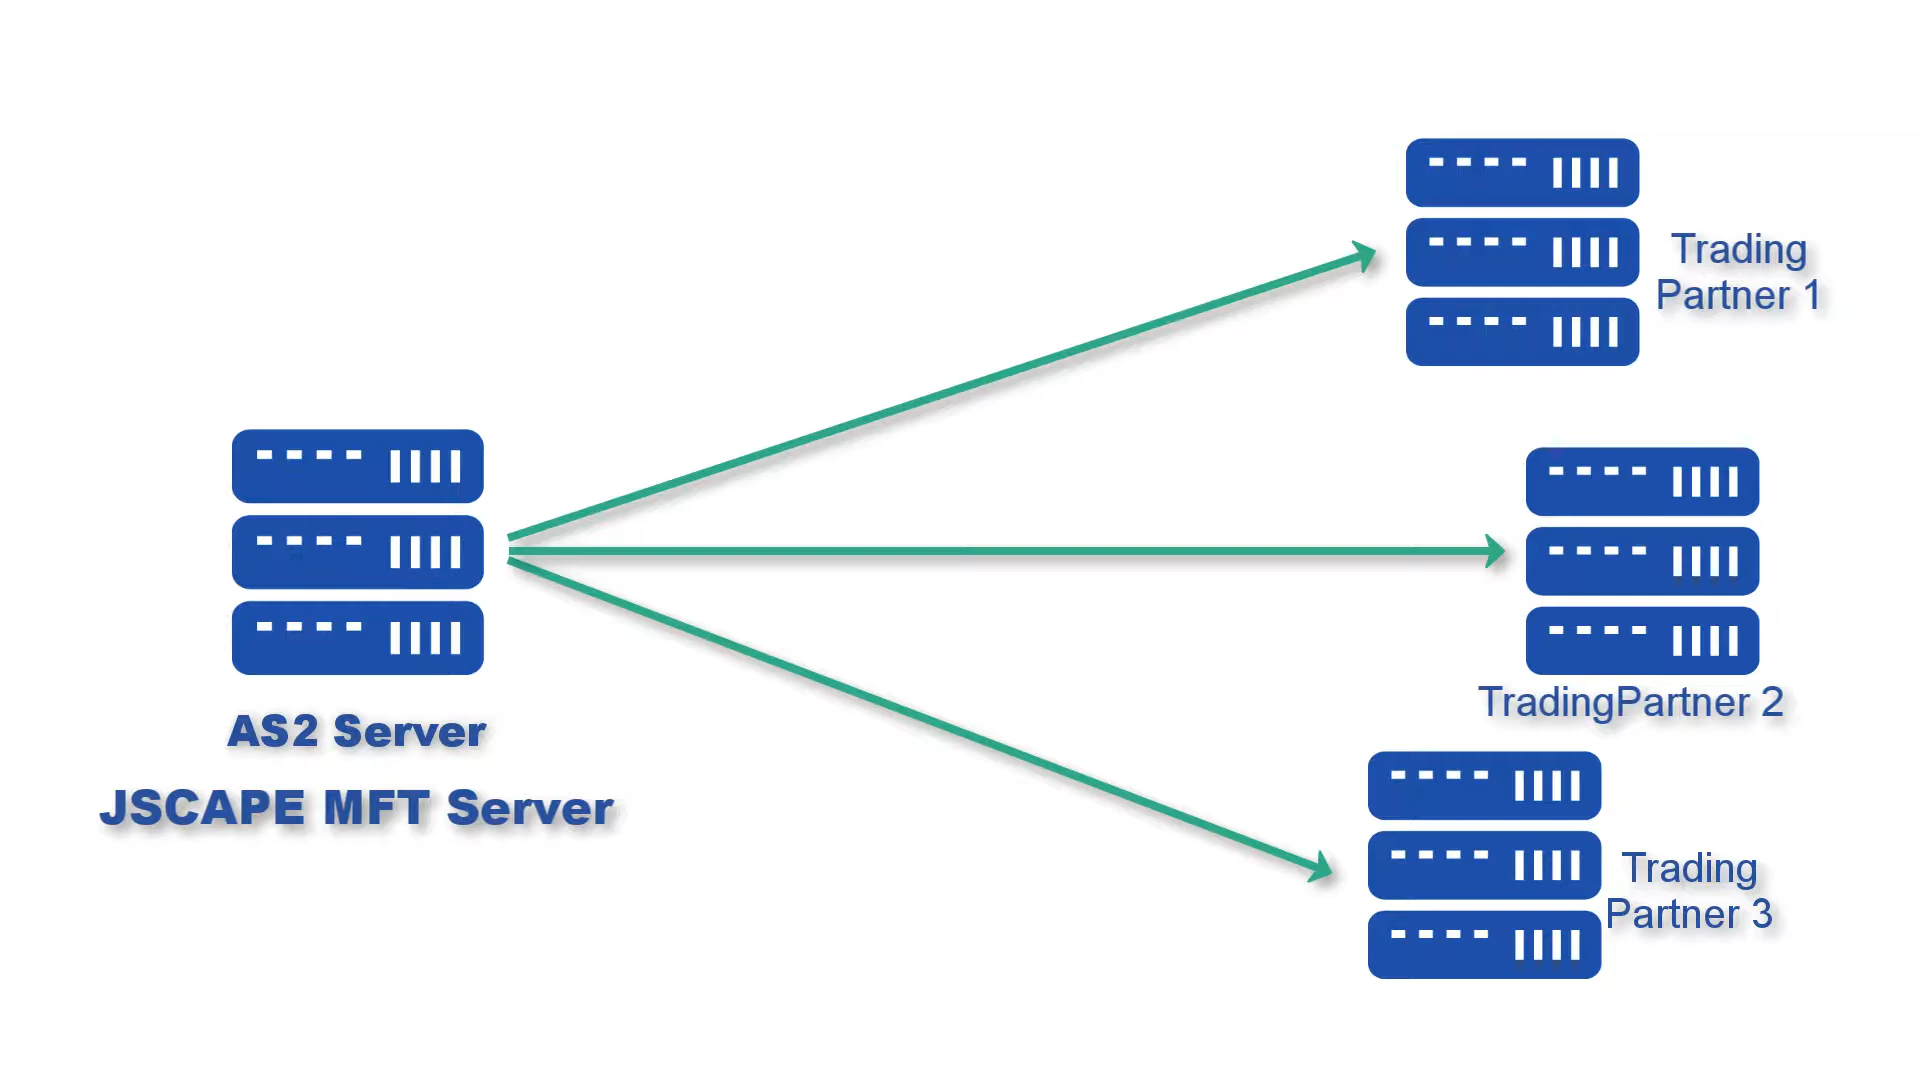 Trading
Partner 1
TradingPartner 2
AS2 Server
JSCAPE MFT Server
Trading
Partner 3